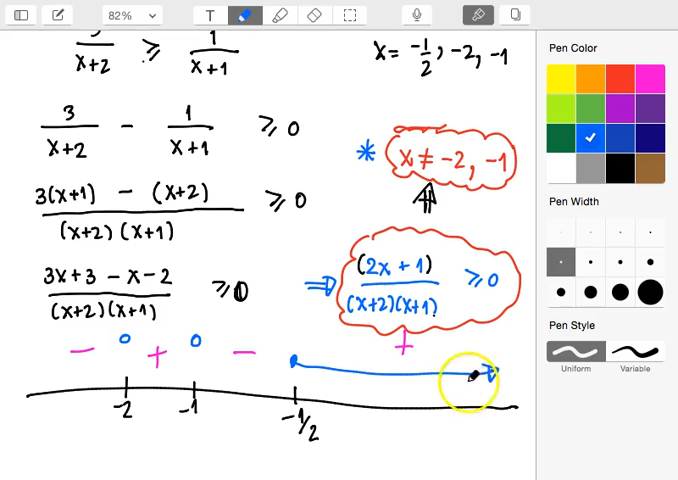 82%
T
3/(x+2) ≥ 1/(x+1)
x = -1/2, -2, -1
3/(x+2) - 1/(x+1) ≥ 0
* x ≠ -2, -1
(3(x+1) - (x+2))/((x+2)(x+1)) ≥ 0
(3x+3-x-2)/((x+2)(x+1)) ≥ 0 ⇒ (2x+1)/((x+2)(x+1)) ≥ 0
- + - +
-2 -1 -1/2
Pen Color
Pen Width
Pen Style
Uniform Variable